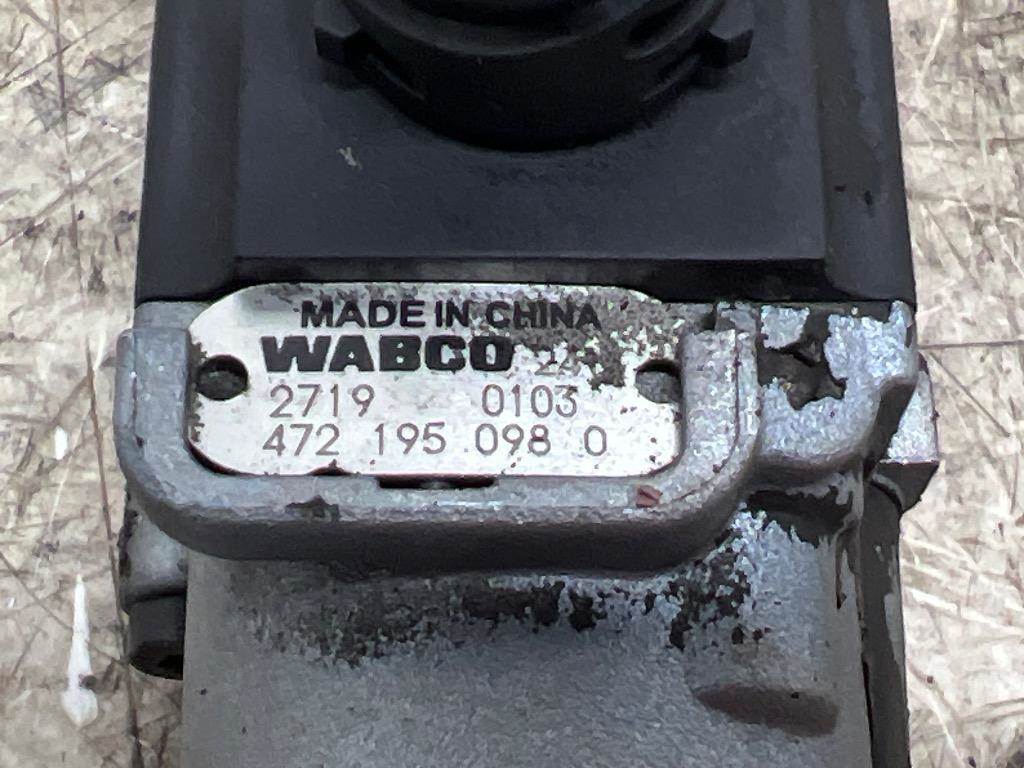 MADE IN CHINA
WABCO
2719 0103
472 195 098 0